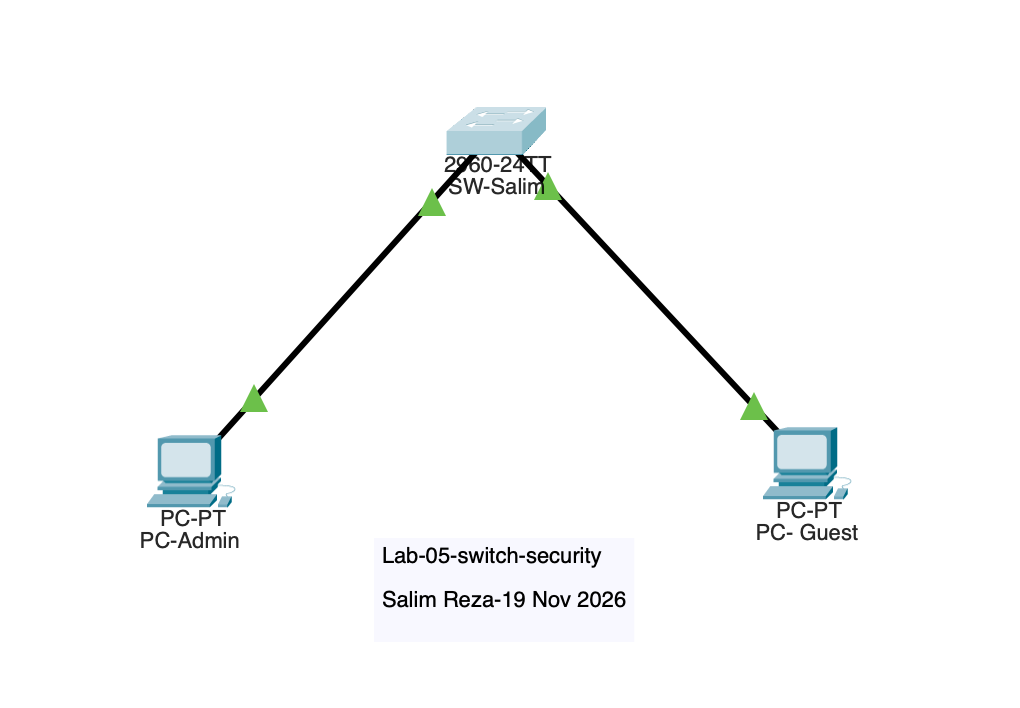 2960-24TT
SW-Salim
PC-PT
PC-Admin
PC-PT
PC- Guest
Lab-05-switch-security
Salim Reza-19 Nov 2026